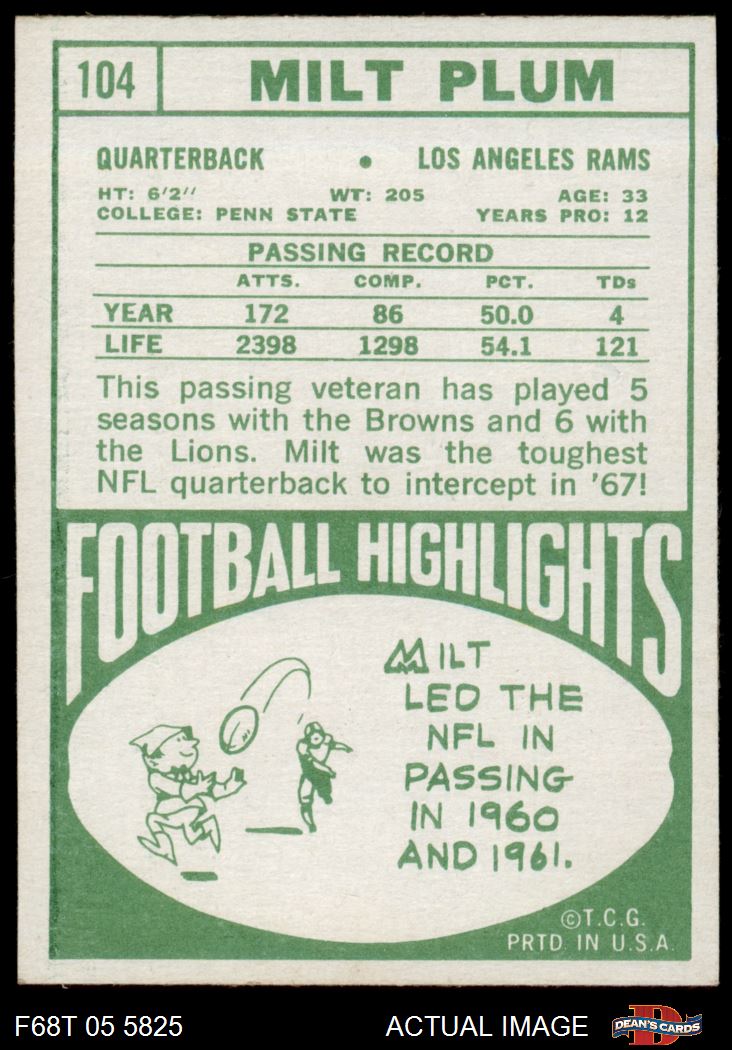 104 MILT PLUM
QUARTERBACK • LOS ANGELES RAMS
HT: 6'2" WT: 205 AGE: 33
COLLEGE: PENN STATE YEARS PRO: 12
PASSING RECORD
ATTS. COMP. PCT. TDs
YEAR 172 86 50.0 4
LIFE 2398 1298 54.1 121
This passing veteran has played 5
seasons with the Browns and 6 with
the Lions. Milt was the toughest
NFL quarterback to intercept in '67!
FOOTBALL HIGHLIGHTS
MILT
LED THE
NFL IN
PASSING
IN 1960
AND 1961.
©T.C.G.
PRTD. IN U.S.A.
F68T 05 5825 ACTUAL IMAGE DEAN'S CARDS